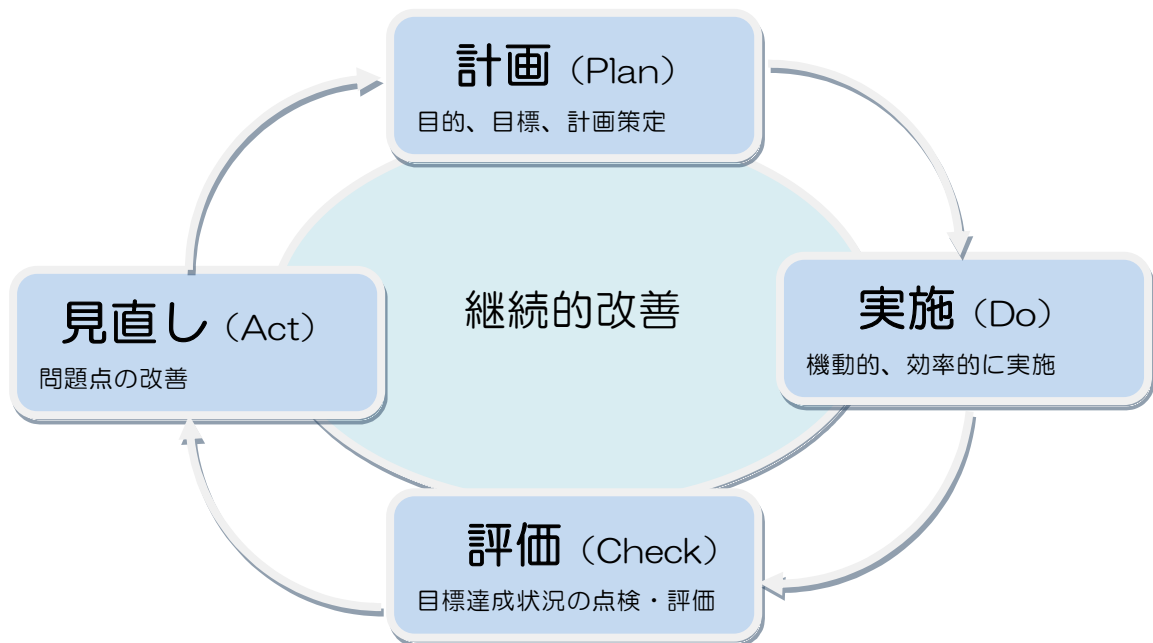 計画（Plan）
目的、目標、計画策定
見直し（Act）
問題点の改善
継続的改善
実施（Do）
機動的、効率的に実施
評価（Check）
目標達成状況の点検・評価